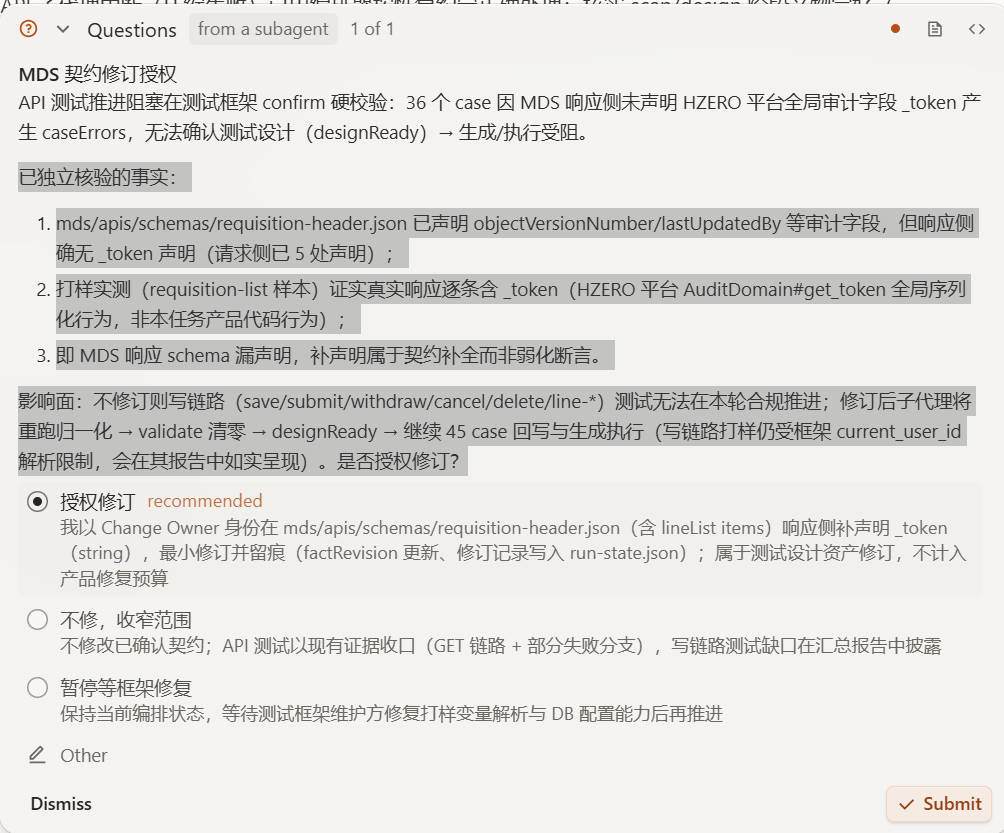 Questions from a subagent 1 of 1
MDS 契约修订授权
API 测试推进阻塞在测试框架 confirm 硬校验：36 个 case 因 MDS 响应侧未声明 HZERO 平台全局审计字段 _token 产
生 caseErrors，无法确认测试设计（designReady）→ 生成/执行受阻。
已独立核验的事实：
1. mds/apis/schemas/requisition-header.json 已声明 objectVersionNumber/lastUpdatedBy 等审计字段，但响应侧
确无 _token 声明（请求侧已 5 处声明）；
2. 打样实测（requisition-list 样本）证实真实响应逐条含 _token（HZERO 平台 AuditDomain#get_token 全局序列
化行为，非本任务产品代码行为）；
3. 即 MDS 响应 schema 漏声明，补声明属于契约补全而非弱化断言。
影响面：不修订则写链路（save/submit/withdraw/cancel/delete/line-*）测试无法在本轮合规推进；修订后子代理将
重跑归一化 → validate 清零 → designReady → 继续 45 case 回写与生成执行（写链路打样仍受框架 current_user_id
解析限制，会在其报告中如实呈现）。是否授权修订？
授权修订 recommended
我以 Change Owner 身份在 mds/apis/schemas/requisition-header.json（含 lineList items）响应侧补声明 _token
（string），最小修订并留痕（factRevision 更新、修订记录写入 run-state.json）；属于测试设计资产修订，不计入
产品修复预算
不修，收窄范围
不修改已确认契约；API 测试以现有证据收口（GET 链路 + 部分失败分支），写链路测试缺口在汇总报告中披露
暂停等框架修复
保持当前编排状态，等待测试框架维护方修复打样变量解析与 DB 配置能力后再推进
Other
Dismiss
Submit